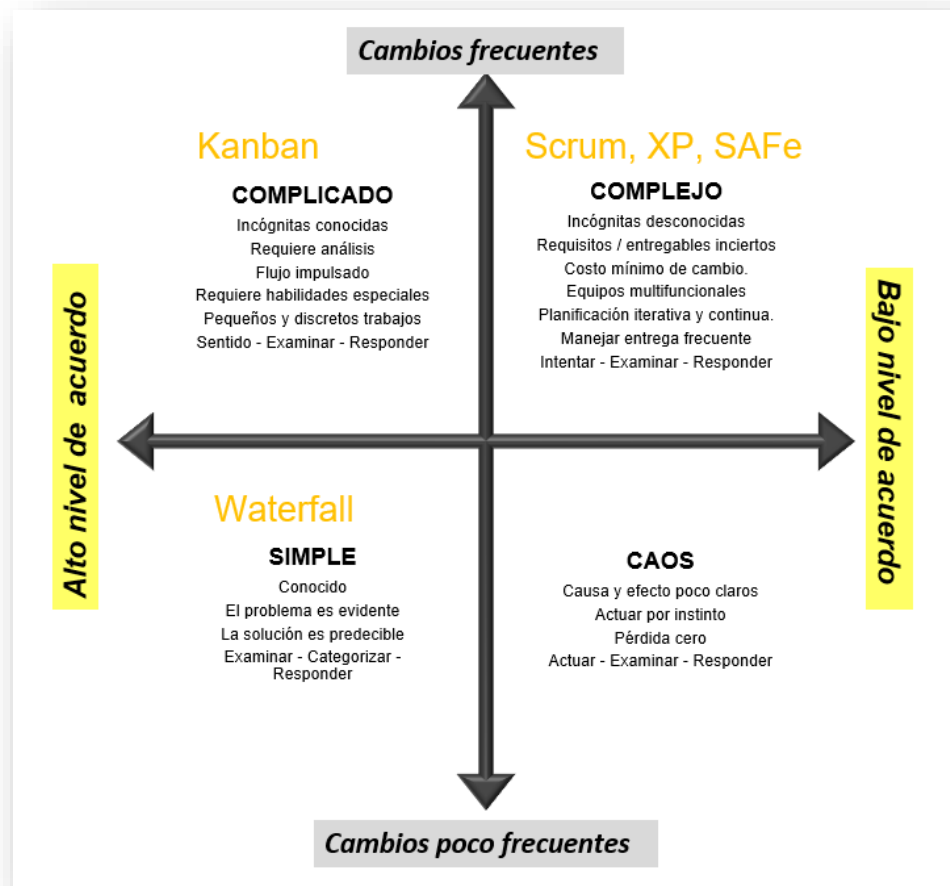 Cambios frecuentes
Kanban
COMPLICADO
Incógnitas conocidas
Requiere análisis
Flujo impulsado
Requiere habilidades especiales
Pequeños y discretos trabajos
Sentido - Examinar - Responder
Scrum, XP, SAFe
COMPLEJO
Incógnitas desconocidas
Requisitos / entregables inciertos
Costo mínimo de cambio.
Equipos multifuncionales
Planificación iterativa y continua.
Manejar entrega frecuente
Intentar - Examinar - Responder
Alto nivel de acuerdo
Bajo nivel de acuerdo
Waterfall
SIMPLE
Conocido
El problema es evidente
La solución es predecible
Examinar - Categorizar -
Responder
CAOS
Causa y efecto poco claros
Actuar por instinto
Pérdida cero
Actuar - Examinar - Responder
Cambios poco frecuentes